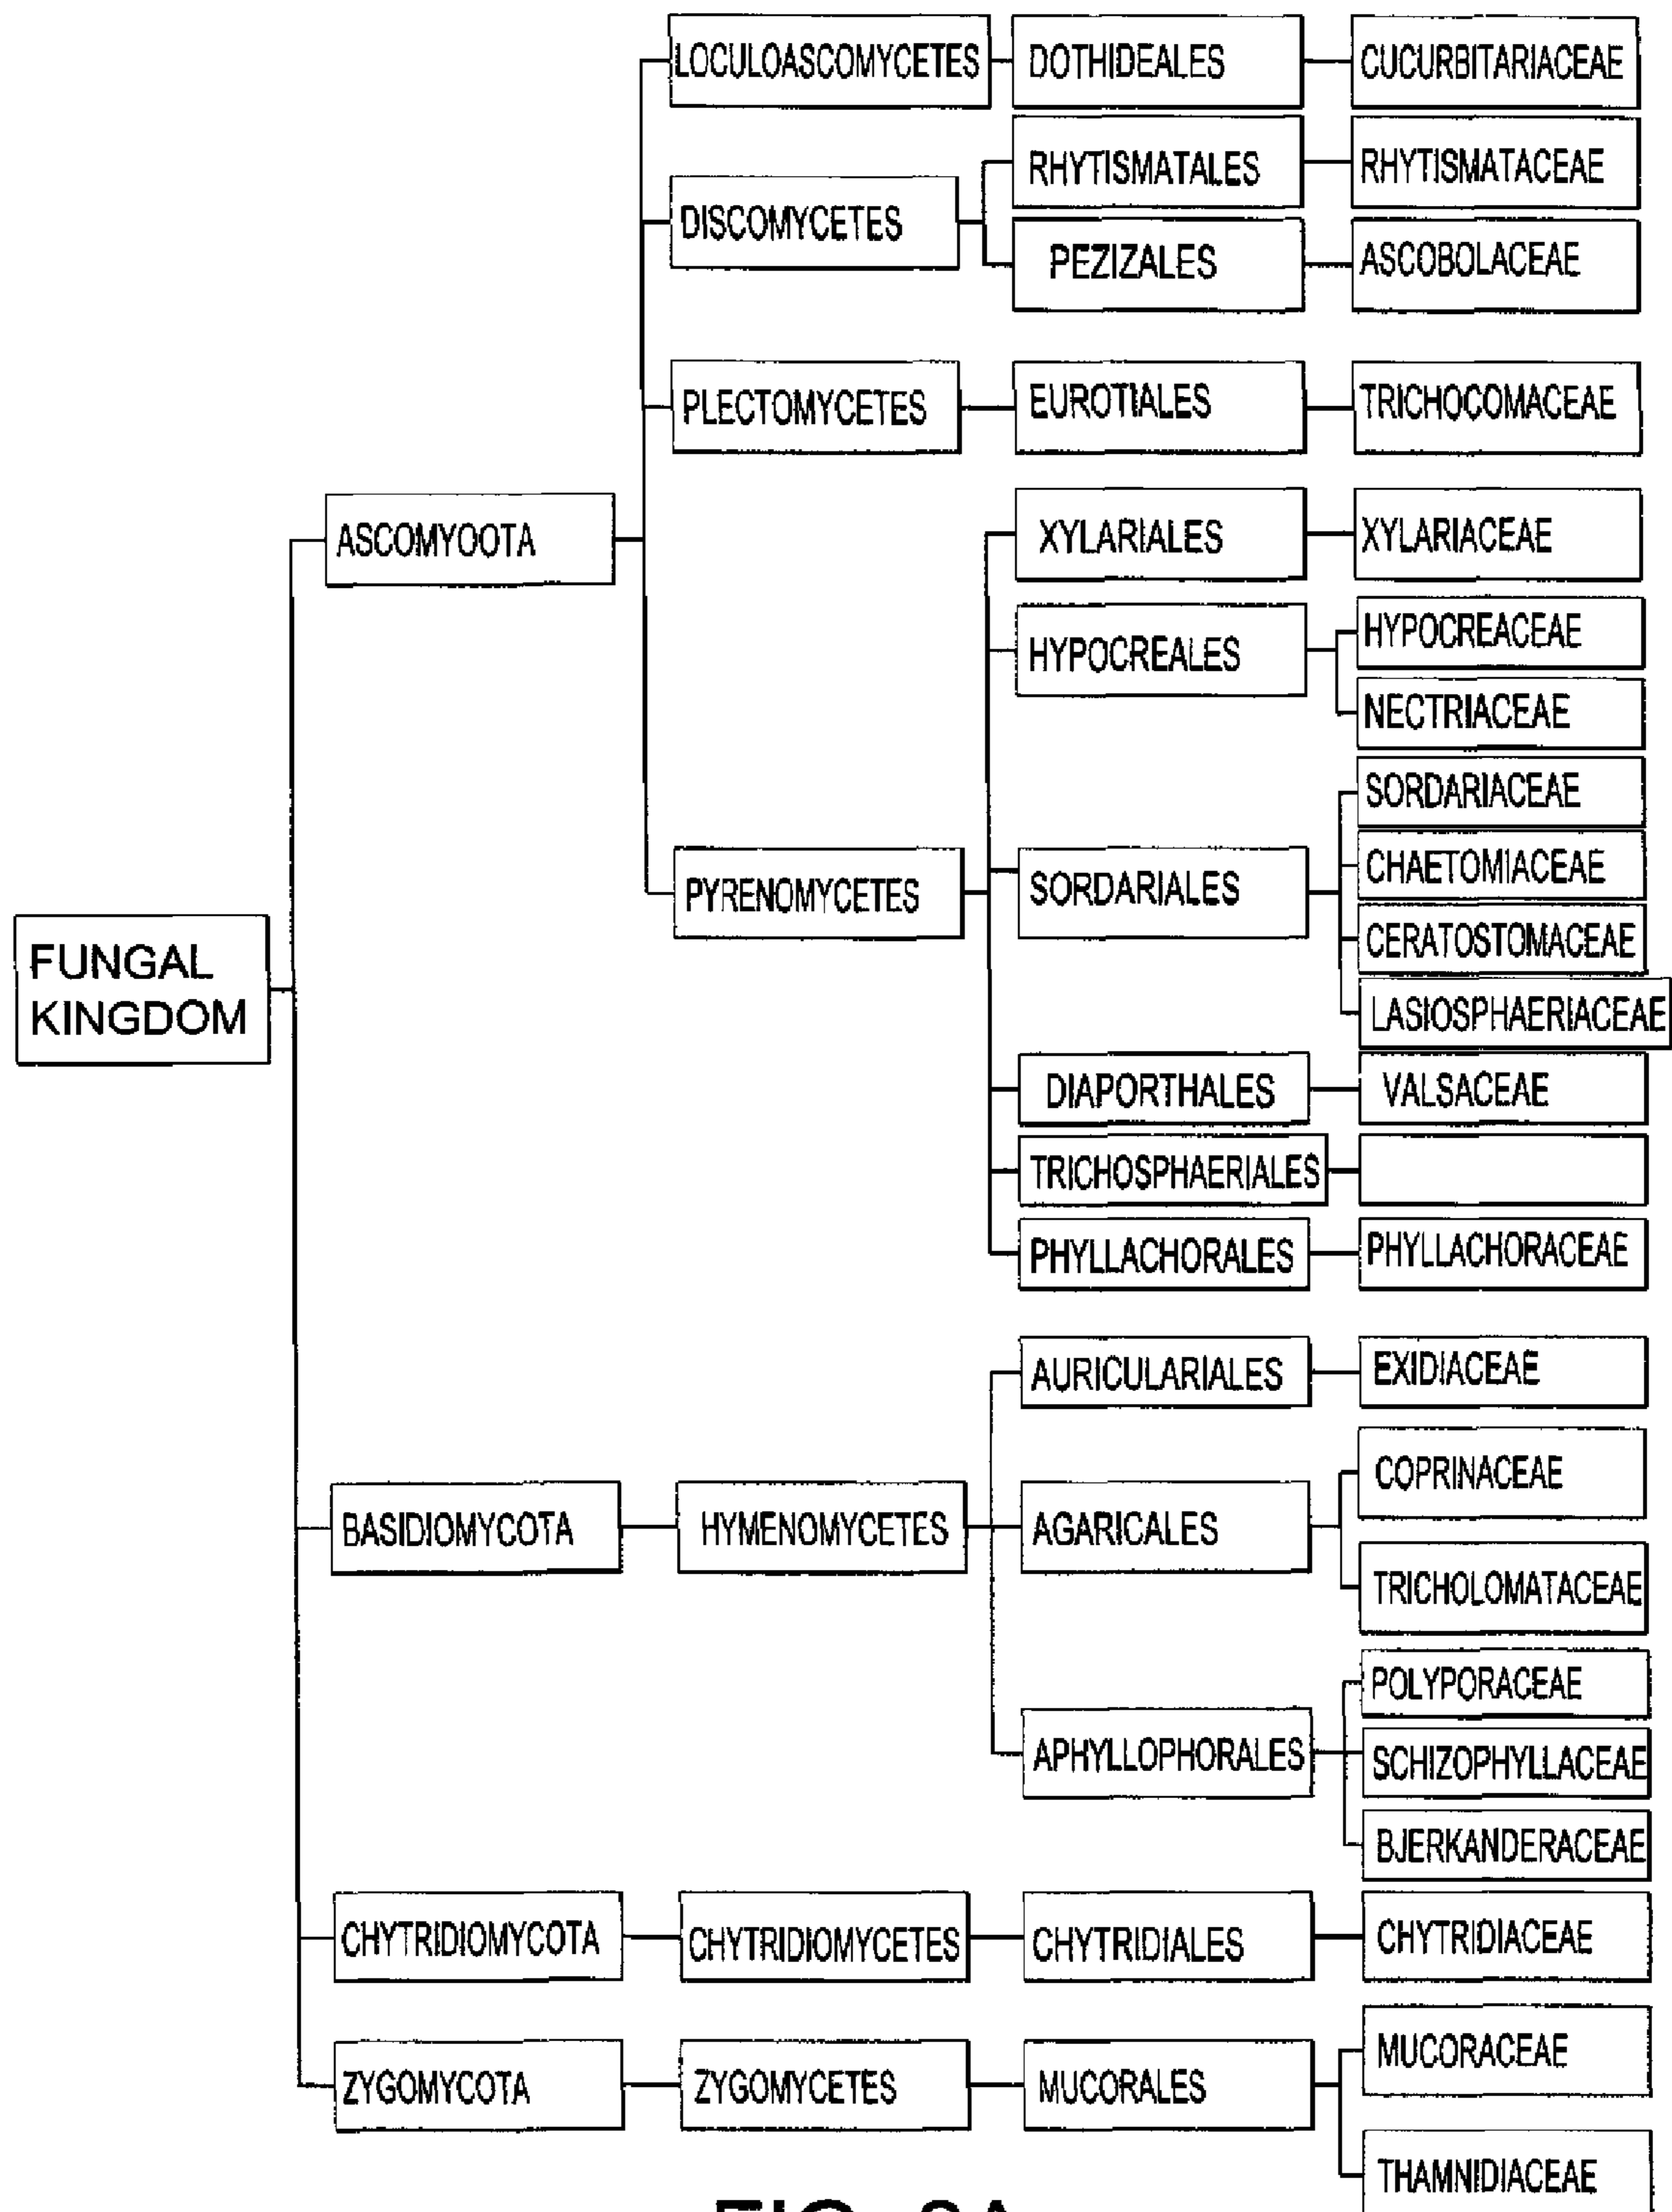 LOCULOASCOMYCETES
DOTHIDEALES
CUCURBITARIACEAE
RHYTISMATALES
RHYTISMATACEAE
DISCOMYCETES
PEZIZALES
ASCOBOLACEAE
PLECTOMYCETES
EUROTIALES
TRICHOCOMACEAE
ASCOMYOOTA
XYLARIALES
XYLARIACEAE
HYPOCREALES
HYPOCREACEAE
NECTRIACEAE
PYRENOMYCETES
SORDARIALES
SORDARIACEAE
CHAETOMIACEAE
CERATOSTOMACEAE
LASIOSPHAERIACEAE
FUNGAL
KINGDOM
DIAPORTHALES
VALSACEAE
TRICHOSPHAERIALES
PHYLLACHORALES
PHYLLACHORACEAE
AURICULARIALES
EXIDIACEAE
BASIDIOMYCOTA
HYMENOMYCETES
AGARICALES
COPRINACEAE
TRICHOLOMATACEAE
APHYLLOPHORALES
POLYPORACEAE
SCHIZOPHYLLACEAE
BJERKANDERACEAE
CHYTRIDIOMYCOTA
CHYTRIDIOMYCETES
CHYTRIDIALES
CHYTRIDIACEAE
ZYGOMYCOTA
ZYGOMYCETES
MUCORALES
MUCORACEAE
THAMNIDIACEAE